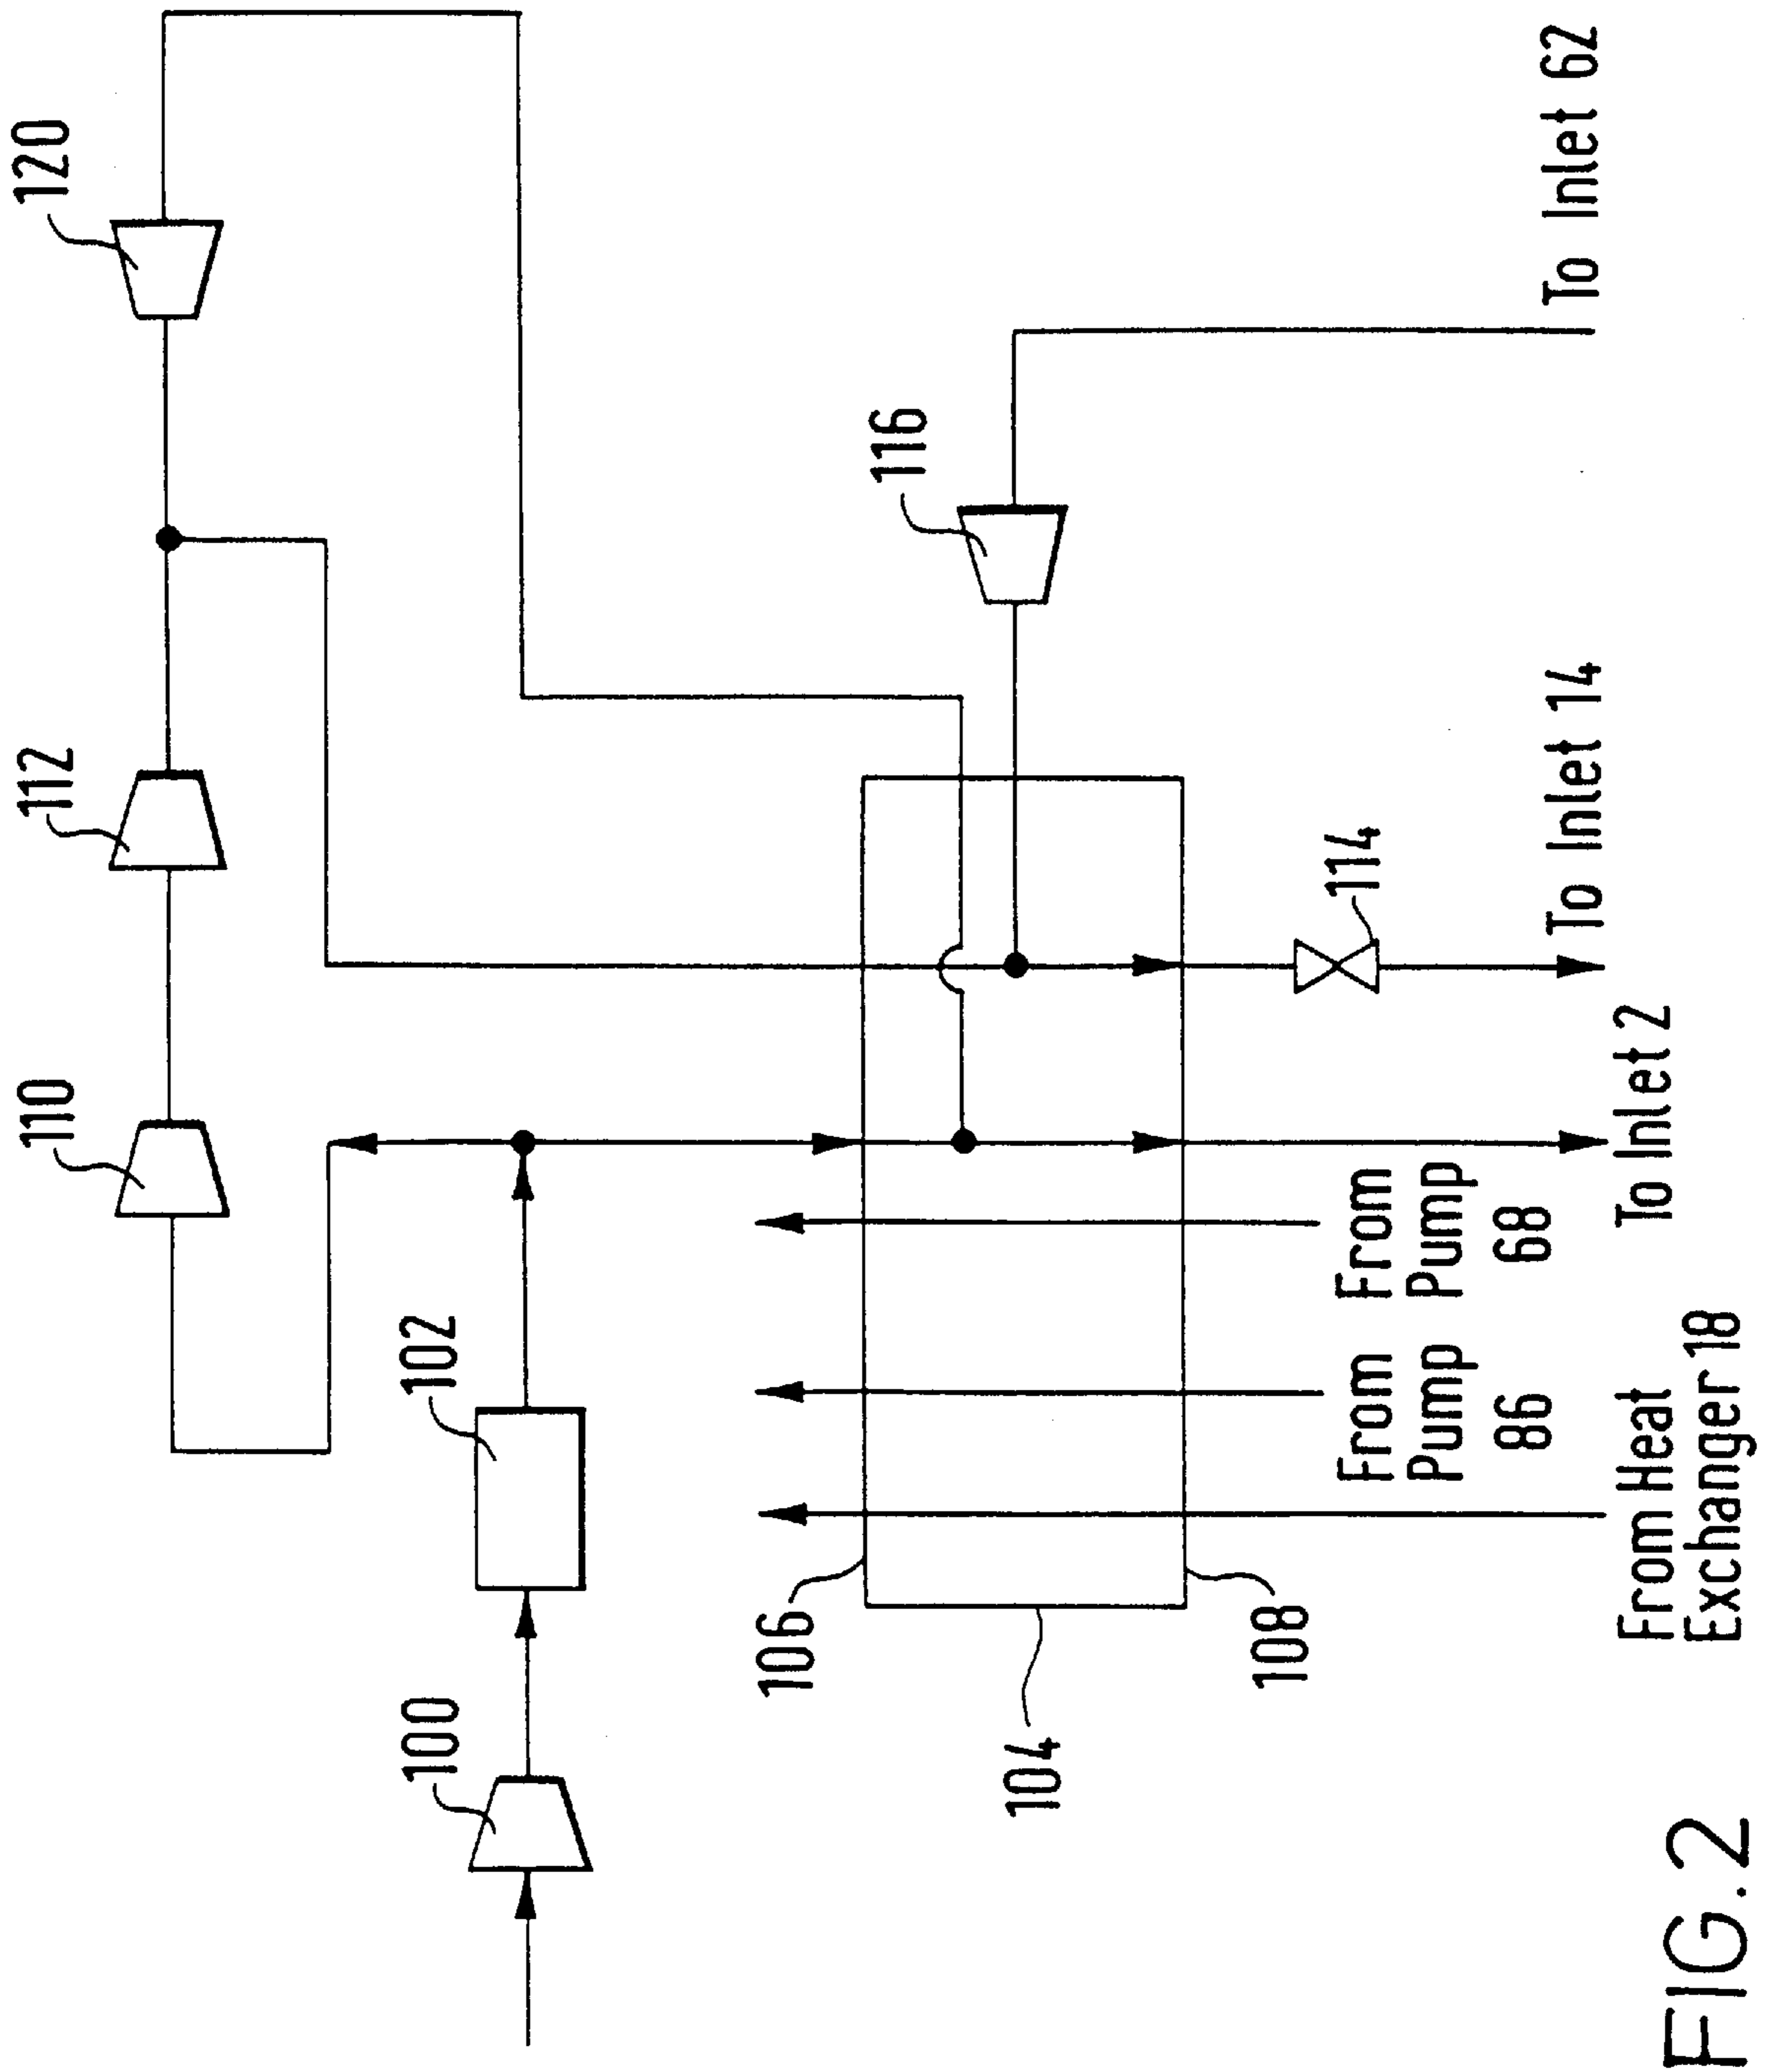 120
112
110
102
100
116
106
104
108
114
From
Pump
68
From
Pump
86
From Heat
Exchanger 18
To Inlet 2
To Inlet 14
To Inlet 62
FIG. 2